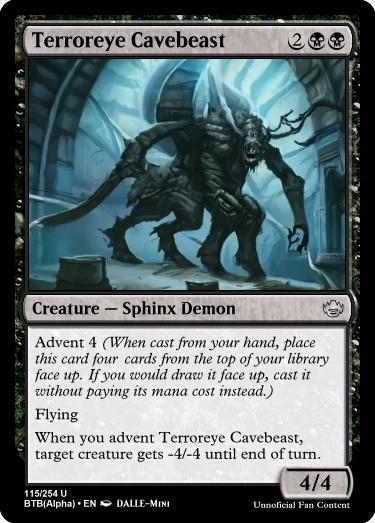 Terroreye Cavebeast 2
Creature — Sphinx Demon
Advent 4 (When cast from your hand, place
this card four cards from the top of your library
face up. If you would draw it face up, cast it
without paying its mana cost instead.)
Flying
When you advent Terroreye Cavebeast,
target creature gets -4/-4 until end of turn.
4/4
115/254 U
BTB(Alpha) • EN DALLE-Mini
Unofficial Fan Content